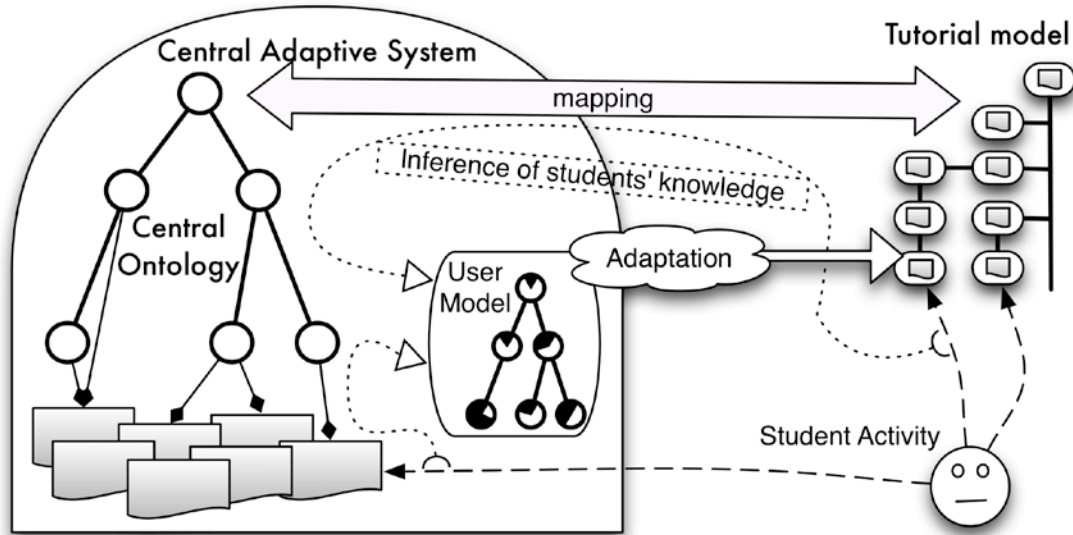 Central Adaptive System
Tutorial model
mapping
Inference of students' knowledge
Central
Ontology
User
Model
Adaptation
Student Activity